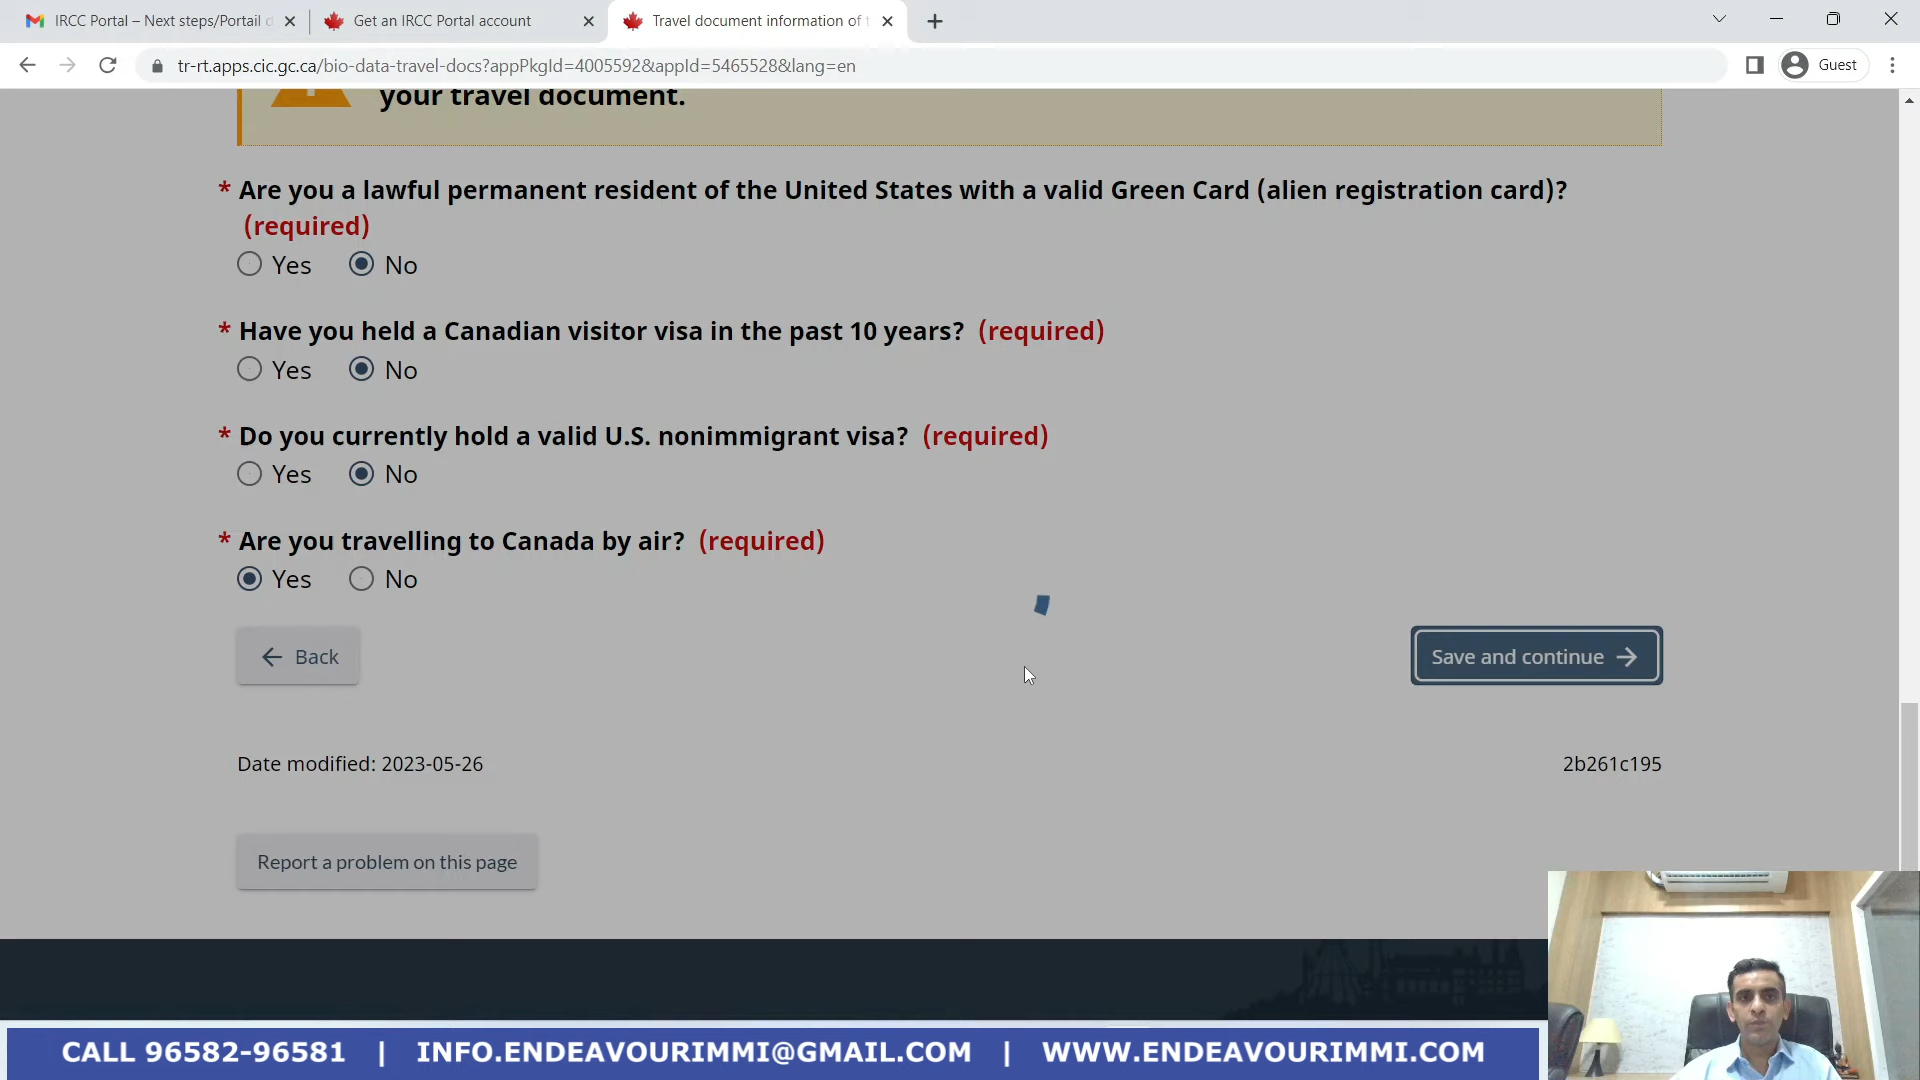 IRCC Portal – Next steps/Portail
Get an IRCC Portal account
Travel document information of
tr-rt.apps.cic.gc.ca/bio-data-travel-docs?appPkgId=4005592&appId=5465528&lang=en
Guest
your travel document.
* Are you a lawful permanent resident of the United States with a valid Green Card (alien registration card)?
(required)
Yes No
* Have you held a Canadian visitor visa in the past 10 years? (required)
Yes No
* Do you currently hold a valid U.S. nonimmigrant visa? (required)
Yes No
* Are you travelling to Canada by air? (required)
Yes No
Back
Save and continue
Date modified: 2023-05-26
2b261c195
Report a problem on this page
CALL 96582-96581 | INFO.ENDEAVOURIMMI@GMAIL.COM | WWW.ENDEAVOURIMMI.COM